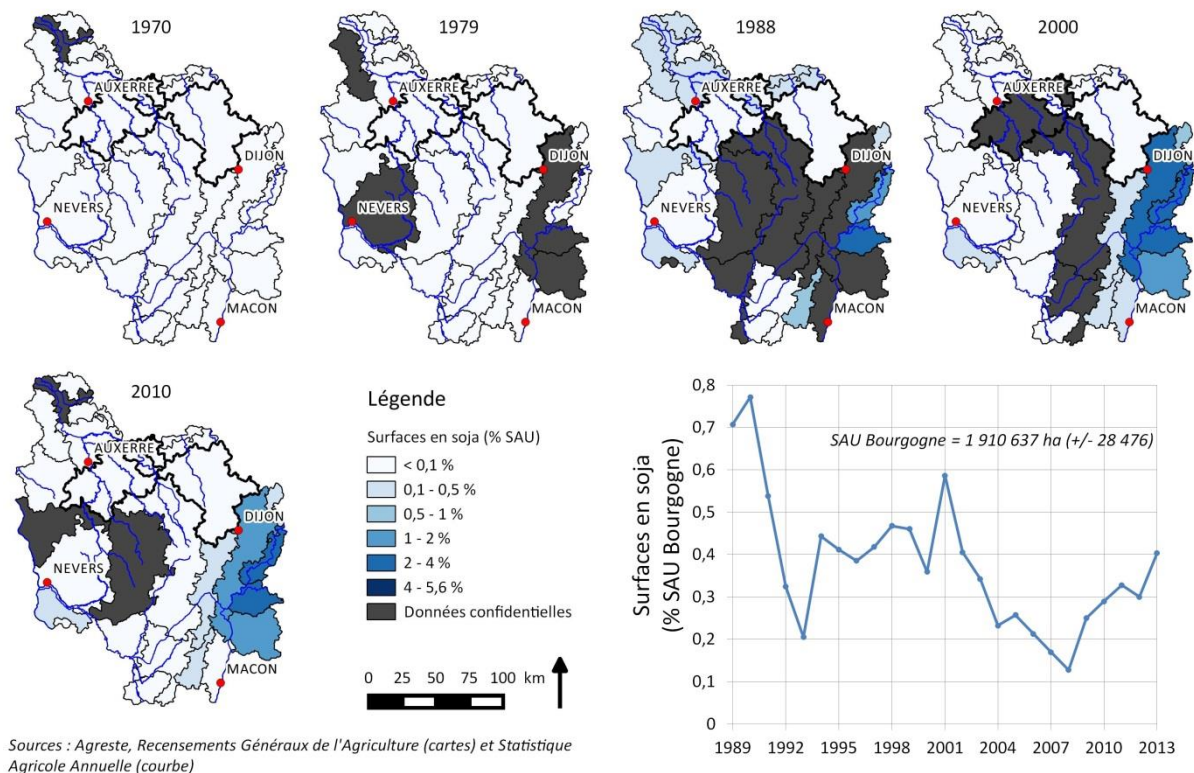 1970
AUXERRE
DIJON
NEVERS
MACON
1979
AUXERRE
DIJON
NEVERS
MACON
1988
AUXERRE
DIJON
NEVERS
MACON
2000
AUXERRE
DIJON
NEVERS
MACON
2010
AUXERRE
DIJON
NEVERS
MACON
Légende
Surfaces en soja (% SAU)
< 0,1 %
0,1 - 0,5 %
0,5 - 1 %
1 - 2 %
2 - 4 %
4 - 5,6 %
Données confidentielles
0 25 50 75 100 km
Surfaces en soja
(% SAU Bourgogne)
0,8
0,7
0,6
0,5
0,4
0,3
0,2
0,1
0
SAU Bourgogne = 1 910 637 ha (+/- 28 476)
1989 1992 1995 1998 2001 2004 2007 2010 2013
Sources : Agreste, Recensements Généraux de l'Agriculture (cartes) et Statistique
Agricole Annuelle (courbe)